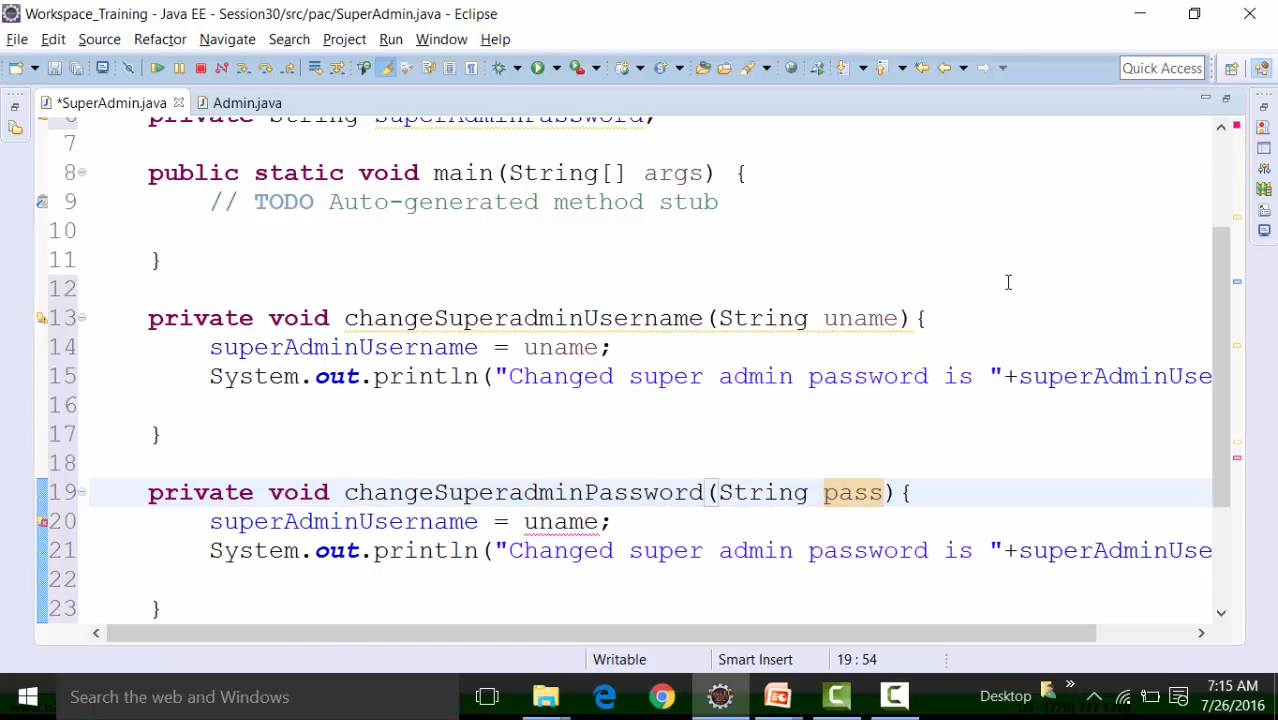 Workspace_Training - Java EE - Session30/src/pac/SuperAdmin.java - Eclipse
File Edit Source Refactor Navigate Search Project Run Window Help
Quick Access
*SuperAdmin.java Admin.java
6 private String superAdminPassword;
7
8 public static void main(String[] args) {
9 // TODO Auto-generated method stub
10
11 }
12
13 private void changeSuperadminUsername(String uname){
14 superAdminUsername = uname;
15 System.out.println("Changed super admin password is "+superAdminUse
16
17 }
18
19 private void changeSuperadminPassword(String pass){
20 superAdminUsername = uname;
21 System.out.println("Changed super admin password is "+superAdminUse
22
23 }
Writable Smart Insert 19 : 54
Search the web and Windows
Desktop
7:15 AM
7/26/2016